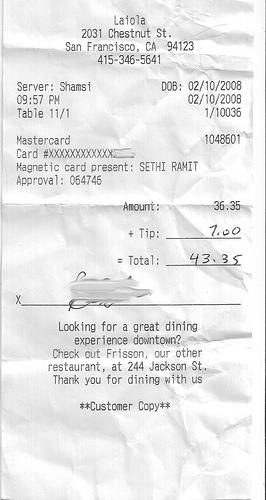 Laiola
2031 Chestnut St.
San Francisco, CA 94123
415-346-5641
Server: Shamsi DOB: 02/10/2008
09:57 PM 02/10/2008
Table 11/1 1/10036
Mastercard 1048601
Card #XXXXXXXXXXXX
Magnetic card present: SETHI RAMIT
Approval: 064746
Amount: 36.35
+ Tip: 7.00
= Total: 43.35
X
Looking for a great dining
experience downtown?
Check out Frisson, our other
restaurant, at 244 Jackson St.
Thank you for dining with us
**Customer Copy**